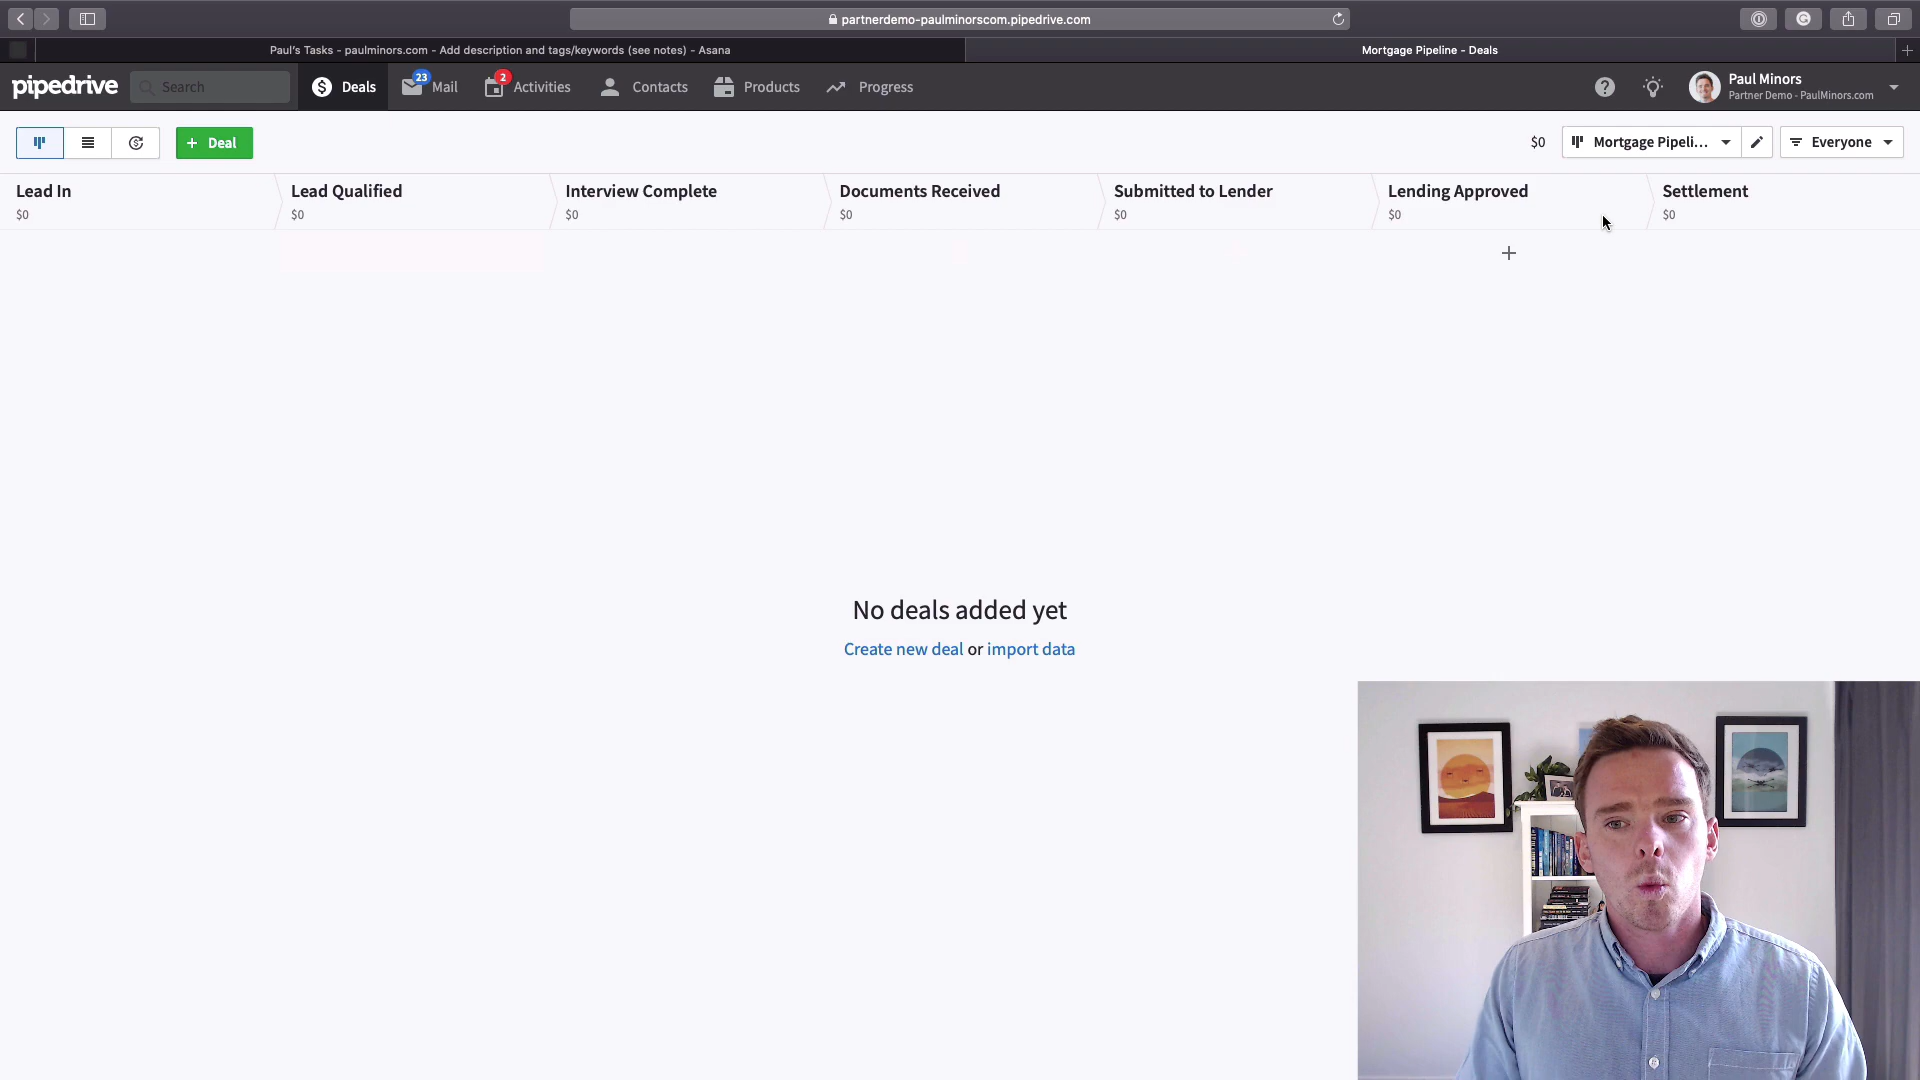 partnerdemo-paulminorscom.pipedrive.com
Paul's Tasks - paulminors.com - Add description and tags/keywords (see notes) - Asana
Mortgage Pipeline - Deals
pipedrive
Search
Deals
23
Mail
2
Activities
Contacts
Products
Progress
Paul Minors
Partner Demo - PaulMinors.com
+ Deal
$0
Mortgage Pipeli...
Everyone
Lead In
$0
Lead Qualified
$0
Interview Complete
$0
Documents Received
$0
Submitted to Lender
$0
Lending Approved
$0
Settlement
$0
No deals added yet
Create new deal or import data